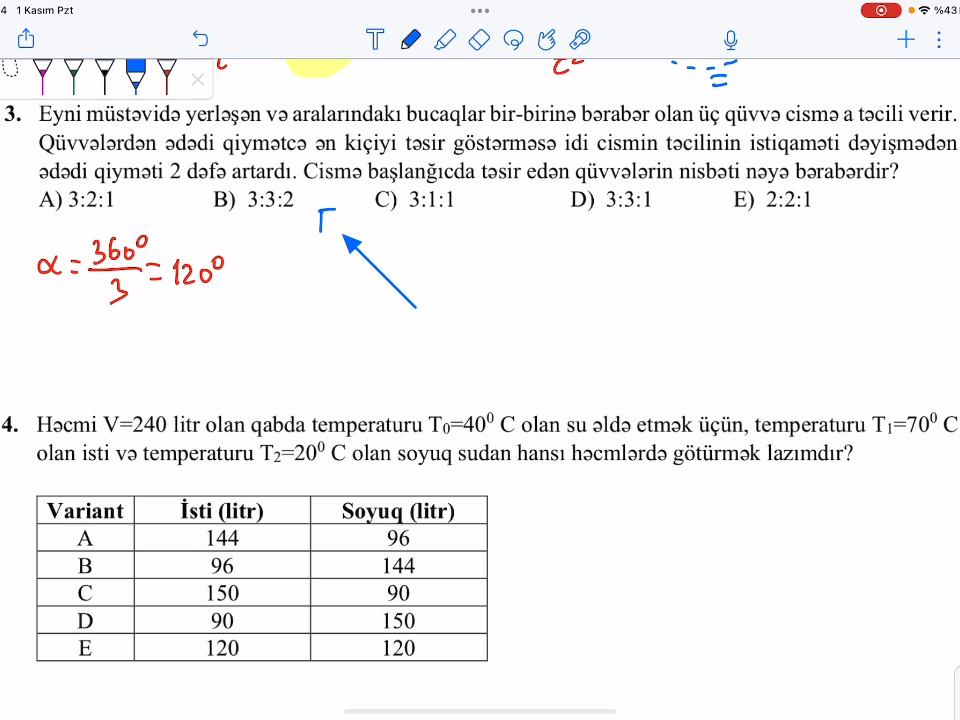 4 1 Kasım Pzt %43
3. Eyni müstəvidə yerləşən və aralarındakı bucaqlar bir-birinə bərabər olan üç qüvvə cismə a təcili verir.
Qüvvələrdən ədədi qiymətcə ən kiçiyi təsir göstərməsə idi cismin təcilinin istiqaməti dəyişmədən
ədədi qiyməti 2 dəfə artardı. Cismə başlanğıcda təsir edən qüvvələrin nisbəti nəyə bərabərdir?
A) 3:2:1 B) 3:3:2 C) 3:1:1 D) 3:3:1 E) 2:2:1
α = 360⁰/3 = 120⁰
4. Həcmi V=240 litr olan qabda temperaturu T₀=40⁰ C olan su əldə etmək üçün, temperaturu T₁=70⁰ C
olan isti və temperaturu T₂=20⁰ C olan soyuq sudan hansı həcmlərdə götürmək lazımdır?
Variant İsti (litr) Soyuq (litr)
A 144 96
B 96 144
C 150 90
D 90 150
E 120 120